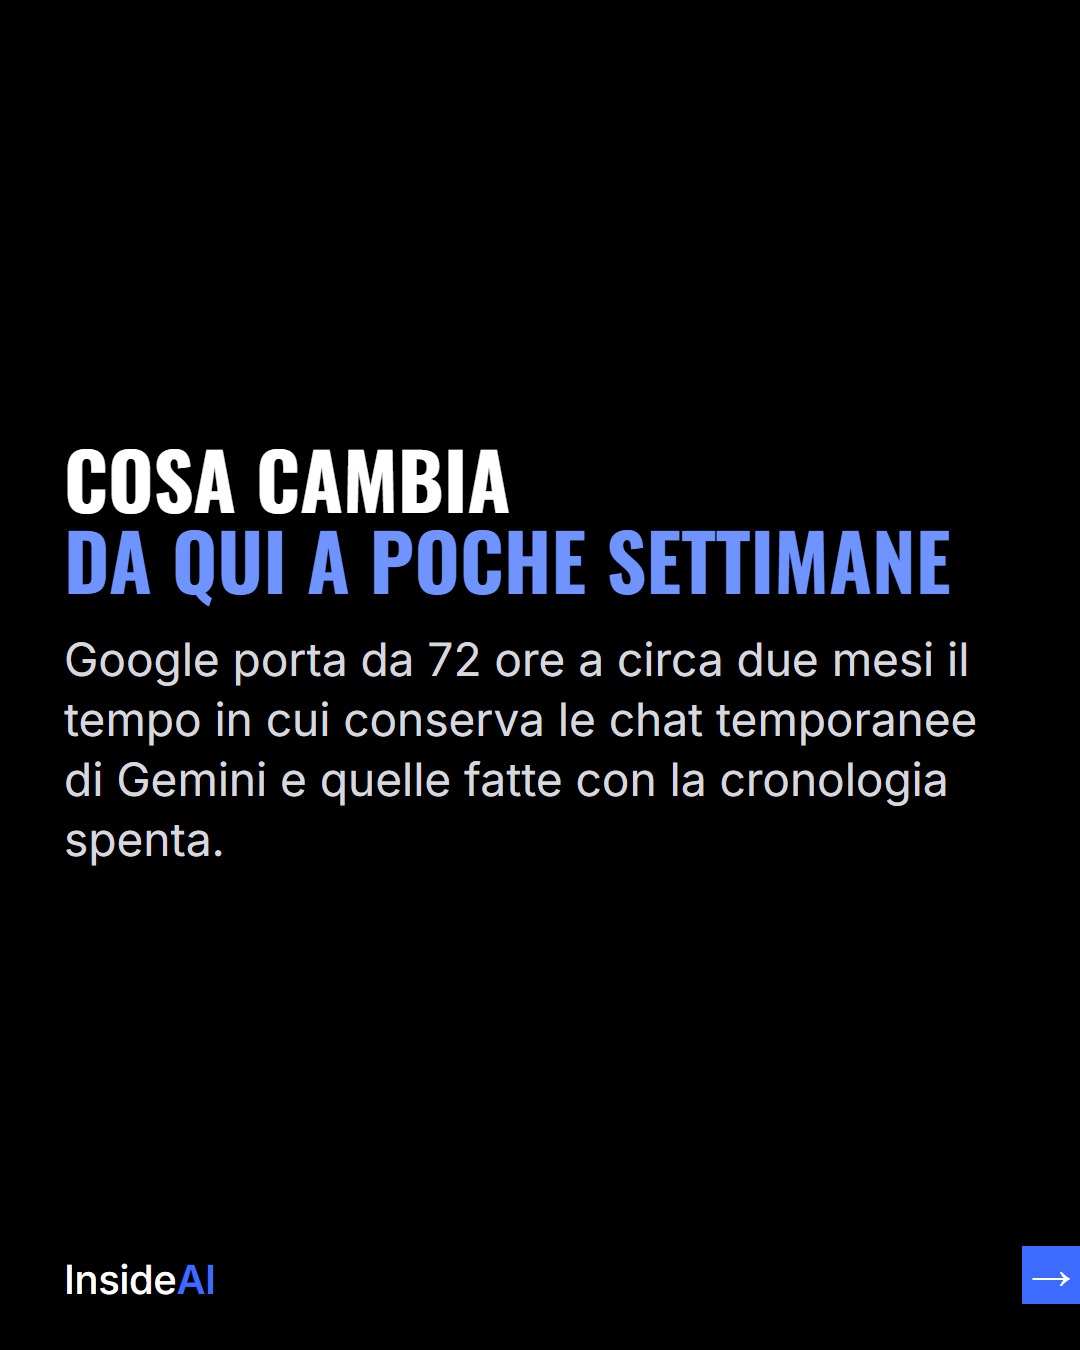 COSA CAMBIA
DA QUI A POCHE SETTIMANE
Google porta da 72 ore a circa due mesi il
tempo in cui conserva le chat temporanee
di Gemini e quelle fatte con la cronologia
spenta.
InsideAI
→